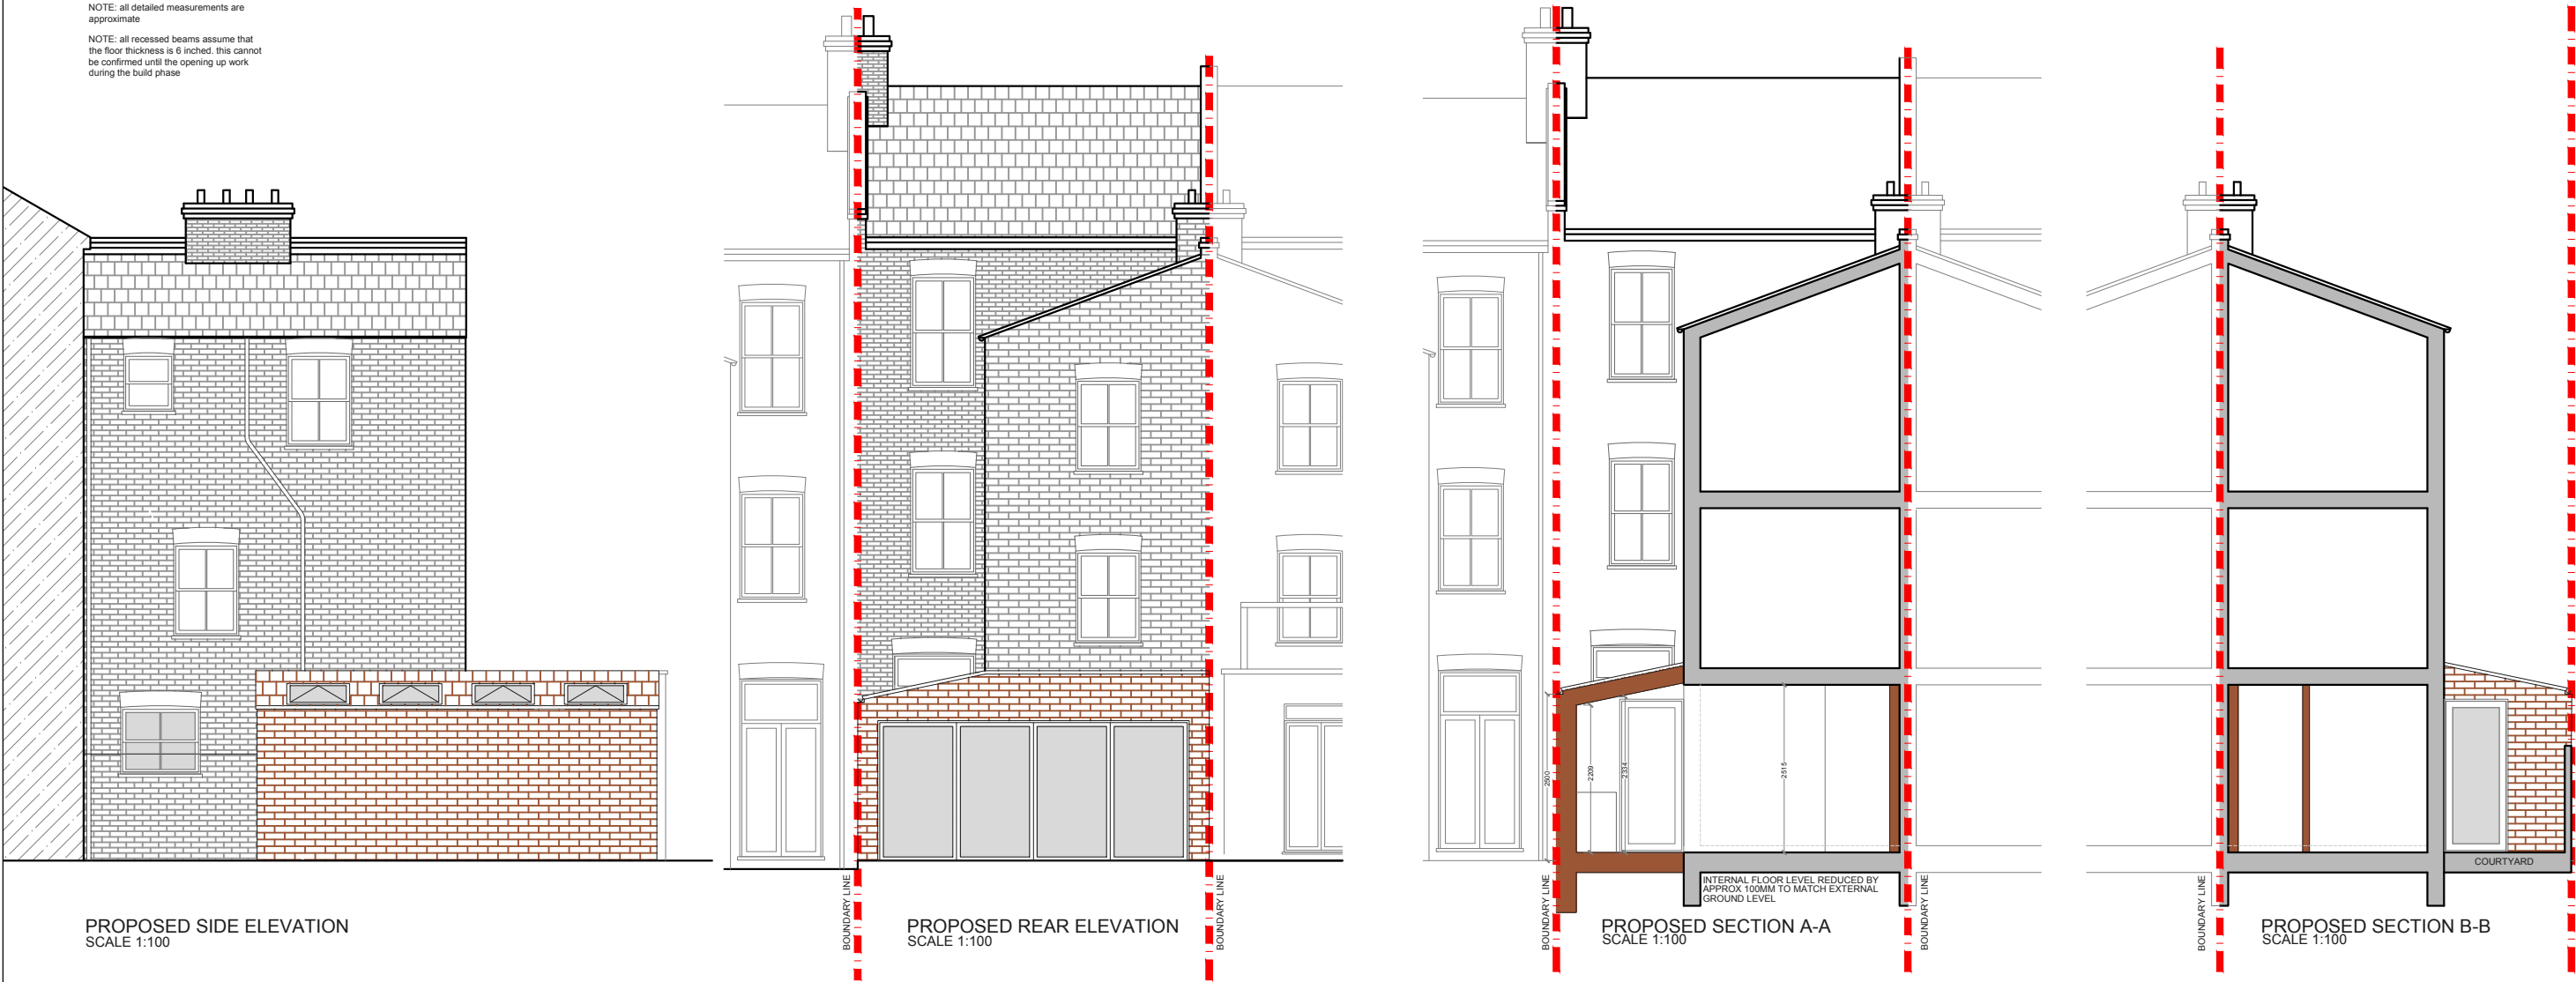 NOTE: all detailed measurements are
approximate
NOTE: all recessed beams assume that
the floor thickness is 6 inched. this cannot
be confirmed until the opening up work
during the build phase
2500
2209
2334
2515
COURTYARD
INTERNAL FLOOR LEVEL REDUCED BY
APPROX 100MM TO MATCH EXTERNAL
GROUND LEVEL
BOUNDARY LINE
BOUNDARY LINE
BOUNDARY LINE
BOUNDARY LINE
BOUNDARY LINE
PROPOSED SIDE ELEVATION
SCALE 1:100
PROPOSED REAR ELEVATION
SCALE 1:100
PROPOSED SECTION A-A
SCALE 1:100
PROPOSED SECTION B-B
SCALE 1:100